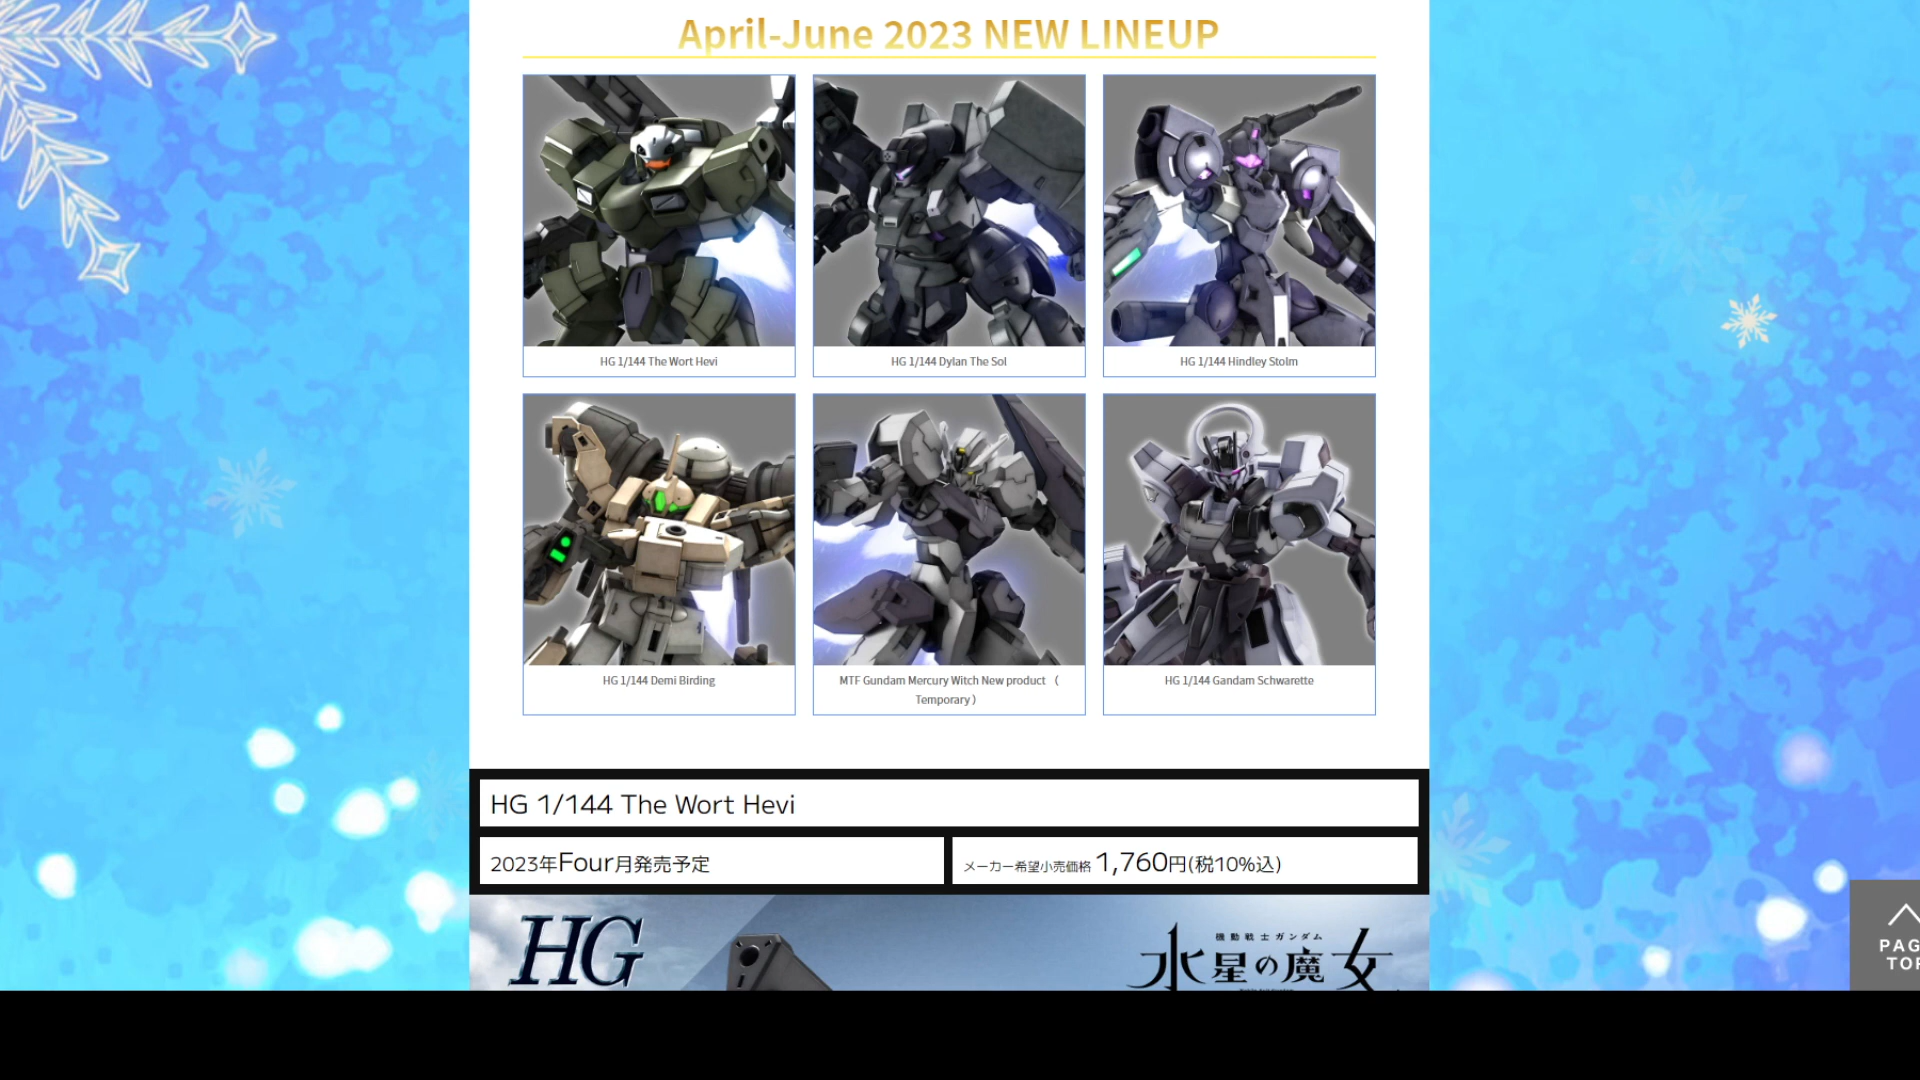 April-June 2023 NEW LINEUP
HG 1/144 The Wort Hevi
HG 1/144 Dylan The Sol
HG 1/144 Hindley Stolm
HG 1/144 Demi Birding
MTF Gundam Mercury Witch New product （
Temporary )
HG 1/144 Gandam Schwarette
HG 1/144 The Wort Hevi
2023年Four月発売予定
メーカー希望小売価格 1,760円(税10%込)
HG
機動戦士ガンダム
水星の魔女
PAG
TOP